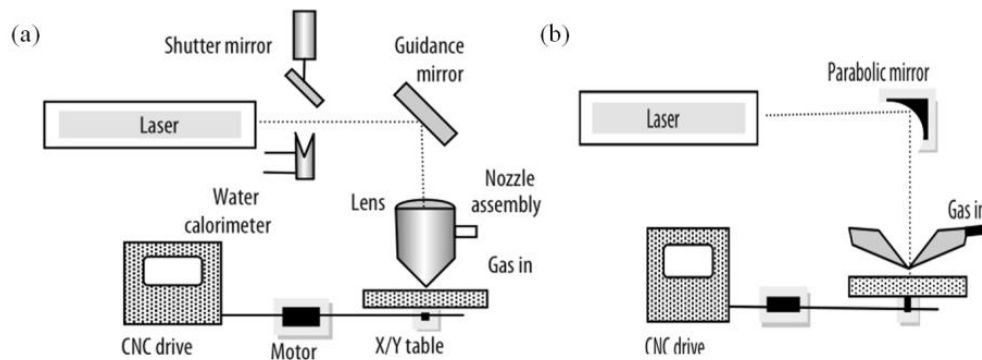 (a)
Shutter mirror
Guidance
mirror
Laser
Water
calorimeter
Lens
Nozzle
assembly
Gas in
CNC drive
Motor
X/Y table
(b)
Parabolic mirror
Laser
Gas in
CNC drive